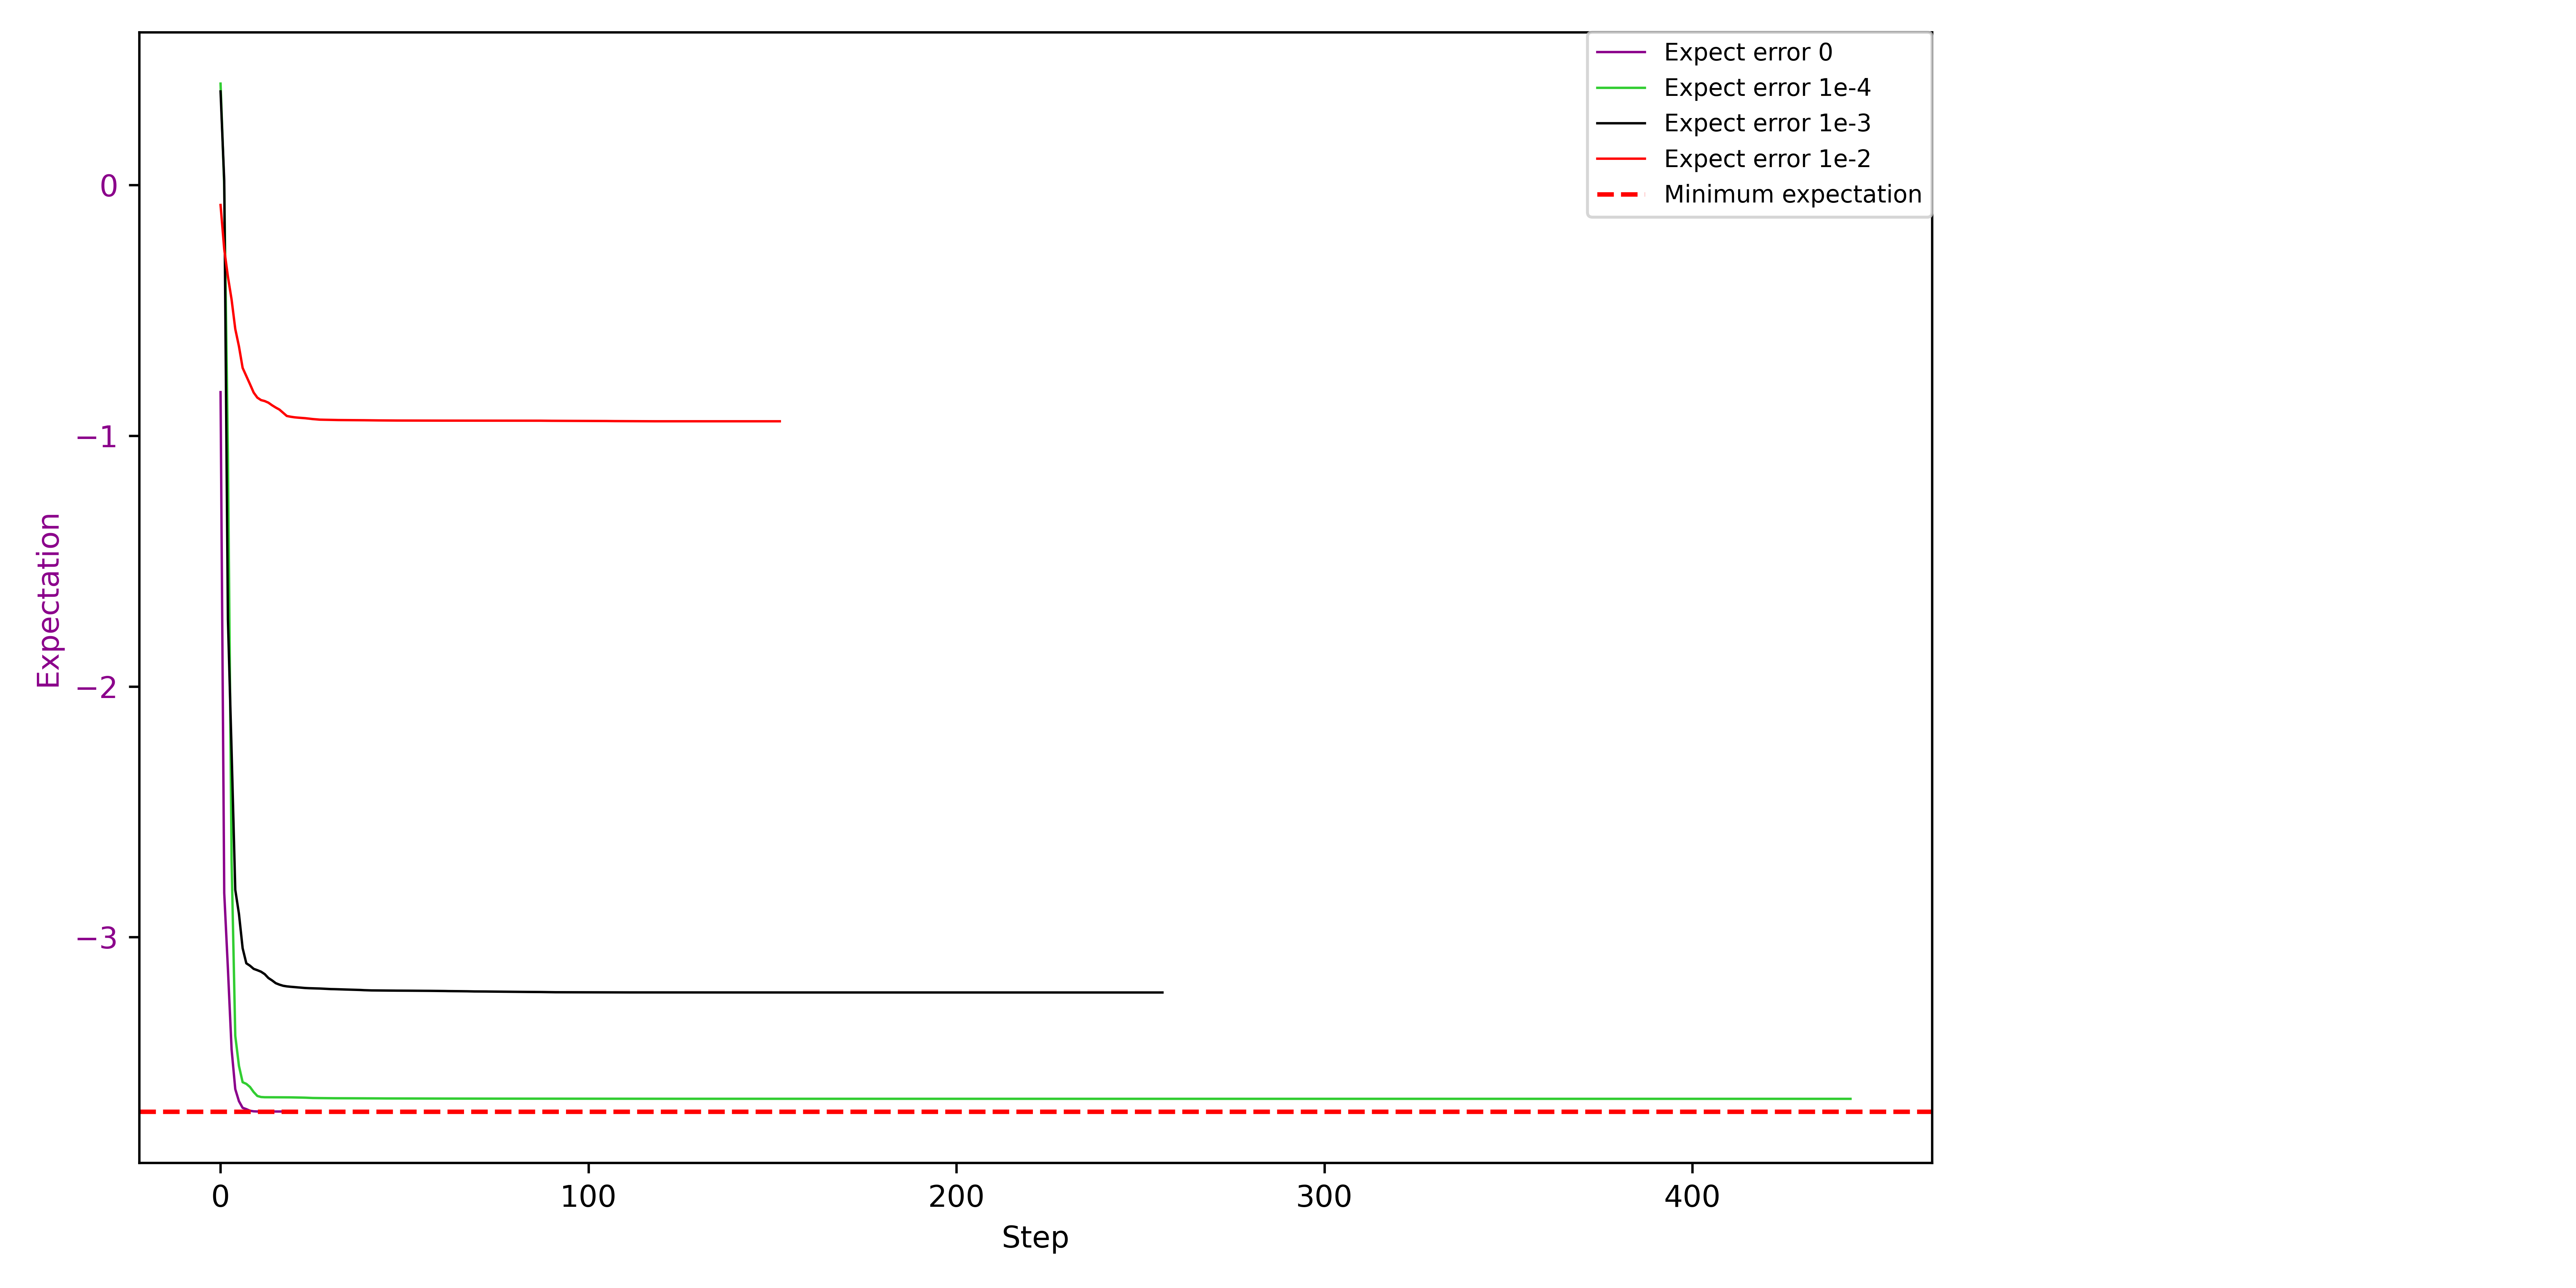 Expect error 0
Expect error 1e-4
Expect error 1e-3
Expect error 1e-2
Minimum expectation
0
−1
−2
−3
Expectation
0 100 200 300 400
Step